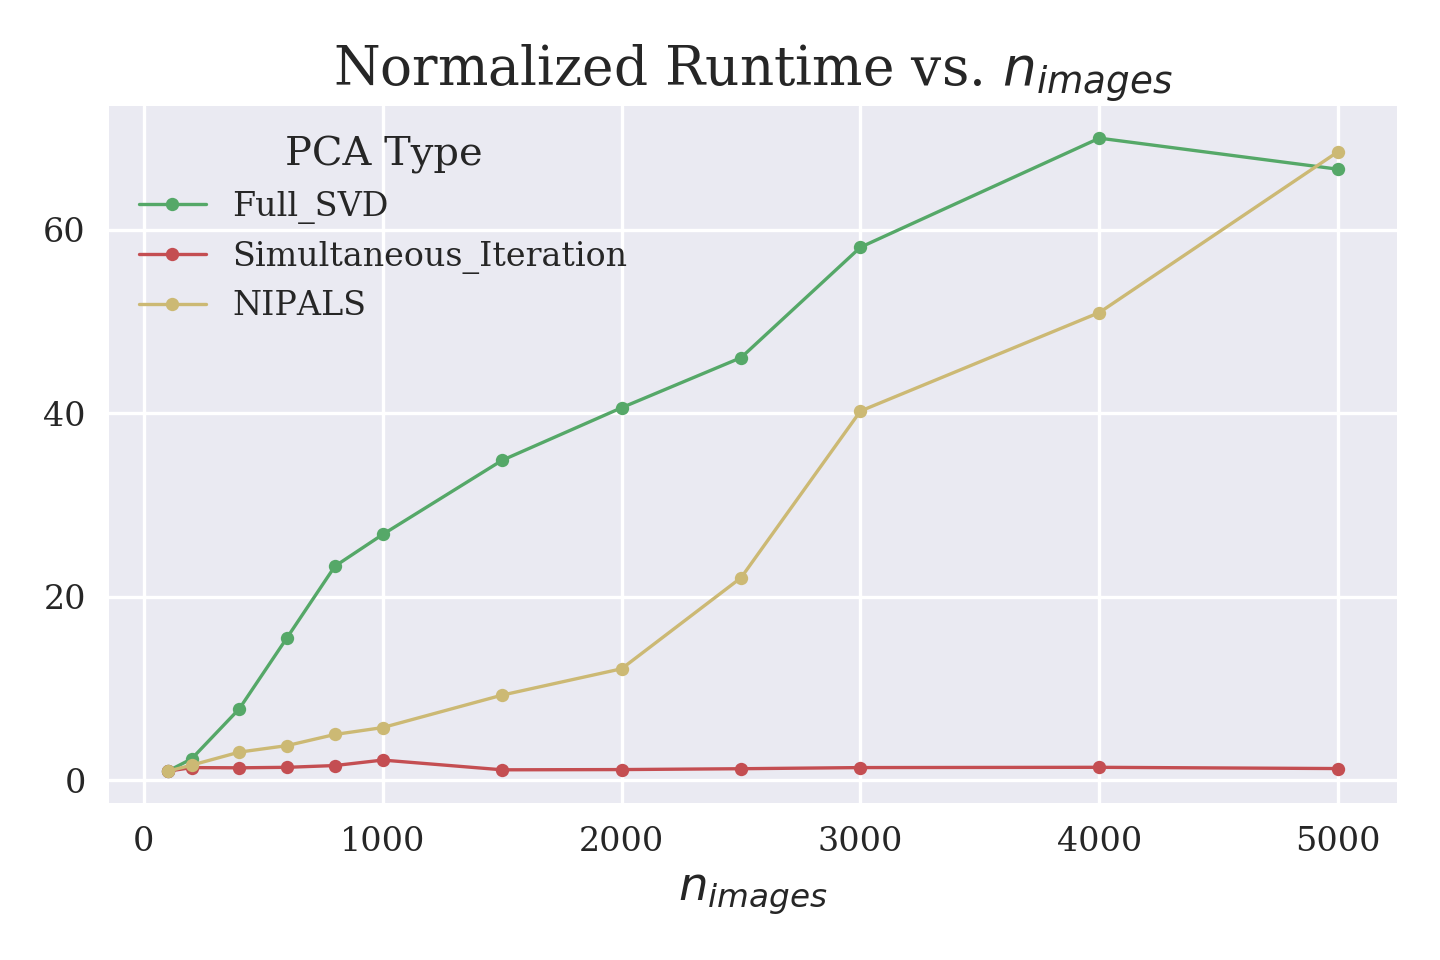 Normalized Runtime vs. n_images
PCA Type
Full_SVD
Simultaneous_Iteration
NIPALS
60
40
20
0
0 1000 2000 3000 4000 5000
n_images